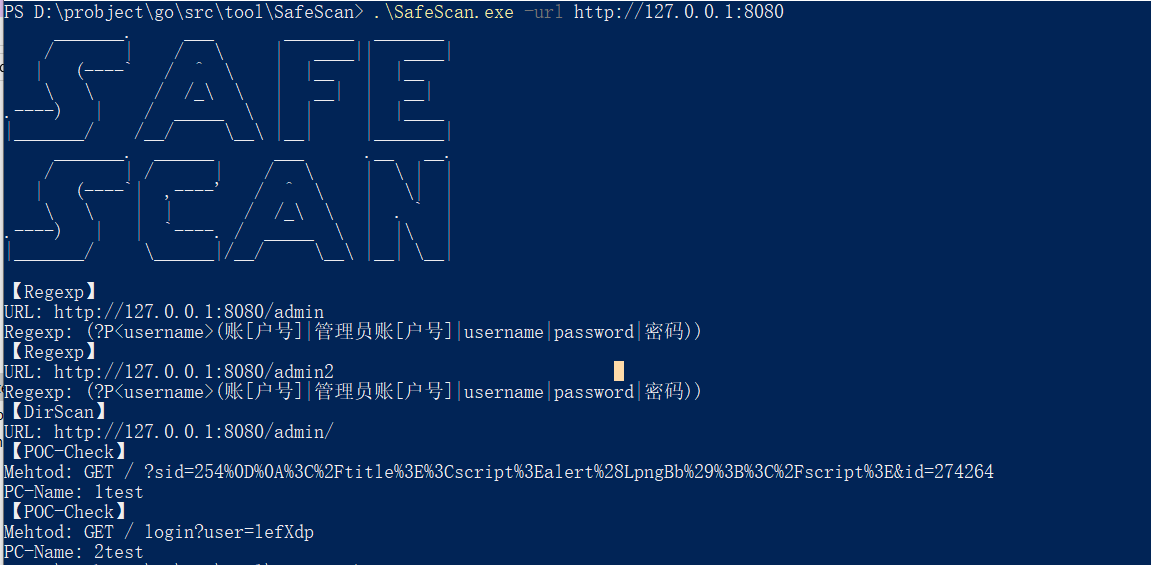 PS D:\probject\go\src\tool\SafeScan> .\SafeScan.exe -url http://127.0.0.1:8080
SAFE
SCAN
【Regexp】
URL: http://127.0.0.1:8080/admin
Regexp: (?P<username>(账[户号]|管理员账[户号]|username|password|密码))
【Regexp】
URL: http://127.0.0.1:8080/admin2
Regexp: (?P<username>(账[户号]|管理员账[户号]|username|password|密码))
【DirScan】
URL: http://127.0.0.1:8080/admin/
【POC-Check】
Mehtod: GET / ?sid=254%0D%0A%3C%2Ftitle%3E%3Cscript%3Ealert%28LpngBb%29%3B%3C%2Fscript%3E&id=274264
PC-Name: 1test
【POC-Check】
Mehtod: GET / login?user=lefXdp
PC-Name: 2test